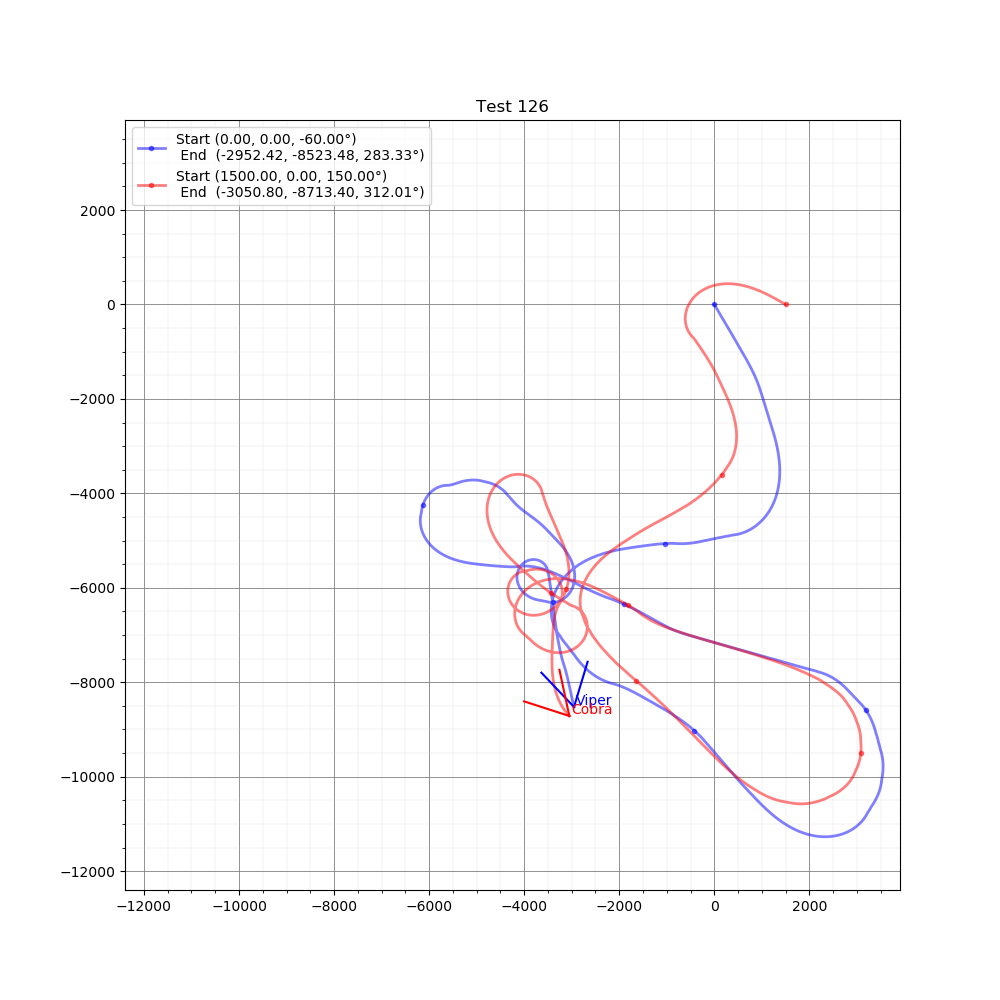 Test 126
Start (0.00, 0.00, -60.00°)
End (-2952.42, -8523.48, 283.33°)
Start (1500.00, 0.00, 150.00°)
End (-3050.80, -8713.40, 312.01°)
2000
0
−2000
−4000
−6000
−8000
−10000
−12000
Viper
Cobra
−12000 −10000 −8000 −6000 −4000 −2000 0 2000